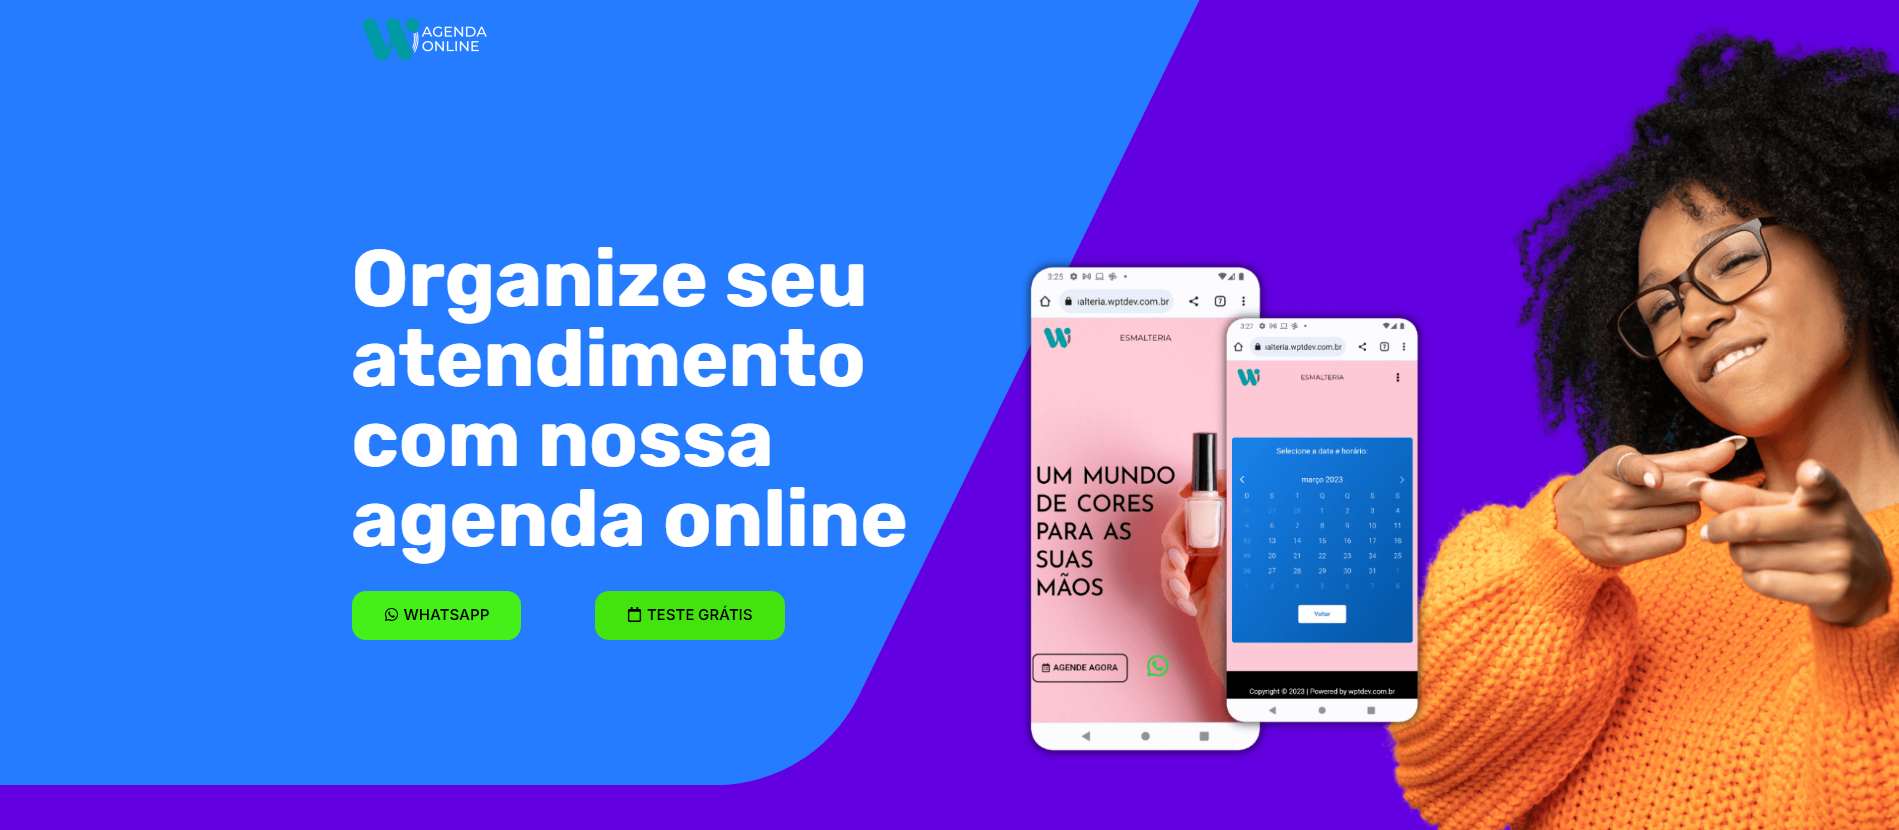 AGENDA
ONLINE
Organize seu
atendimento
com nossa
agenda online
WHATSAPP
TESTE GRÁTIS
3:25
ıalteria.wptdev.com.br
7
ESMALTERIA
UM MUNDO
DE CORES
PARA AS
SUAS
MÃOS
AGENDE AGORA
3:27
ıalteria.wptdev.com.br
7
ESMALTERIA
Selecione a data e horário:
março 2023
D S T Q Q S S
26 27 28 1 2 3 4
5 6 7 8 9 10 11
12 13 14 15 16 17 18
19 20 21 22 23 24 25
26 27 28 29 30 31 1
3 4 5 6 7 8
Voltar
Copyright © 2023 | Powered by wptdev.com.br